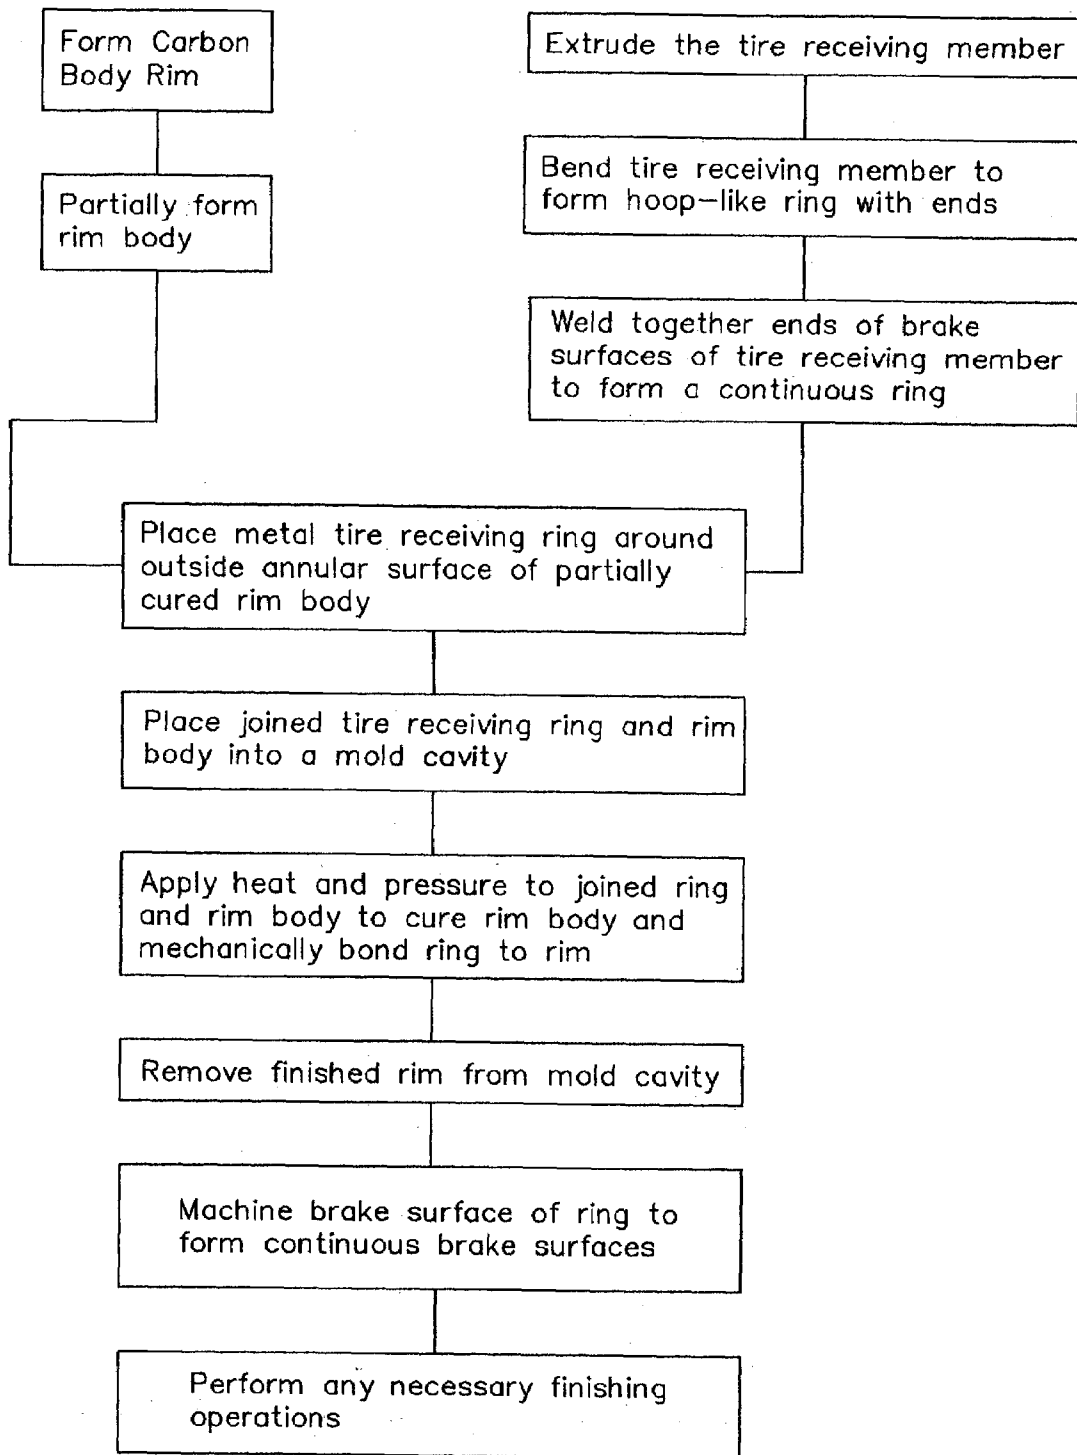 Form Carbon
Body Rim
Partially form
rim body
Extrude the tire receiving member
Bend tire receiving member to
form hoop-like ring with ends
Weld together ends of brake
surfaces of tire receiving member
to form a continuous ring
Place metal tire receiving ring around
outside annular surface of partially
cured rim body
Place joined tire receiving ring and rim
body into a mold cavity
Apply heat and pressure to joined ring
and rim body to cure rim body and
mechanically bond ring to rim
Remove finished rim from mold cavity
Machine brake surface of ring to
form continuous brake surfaces
Perform any necessary finishing
operations